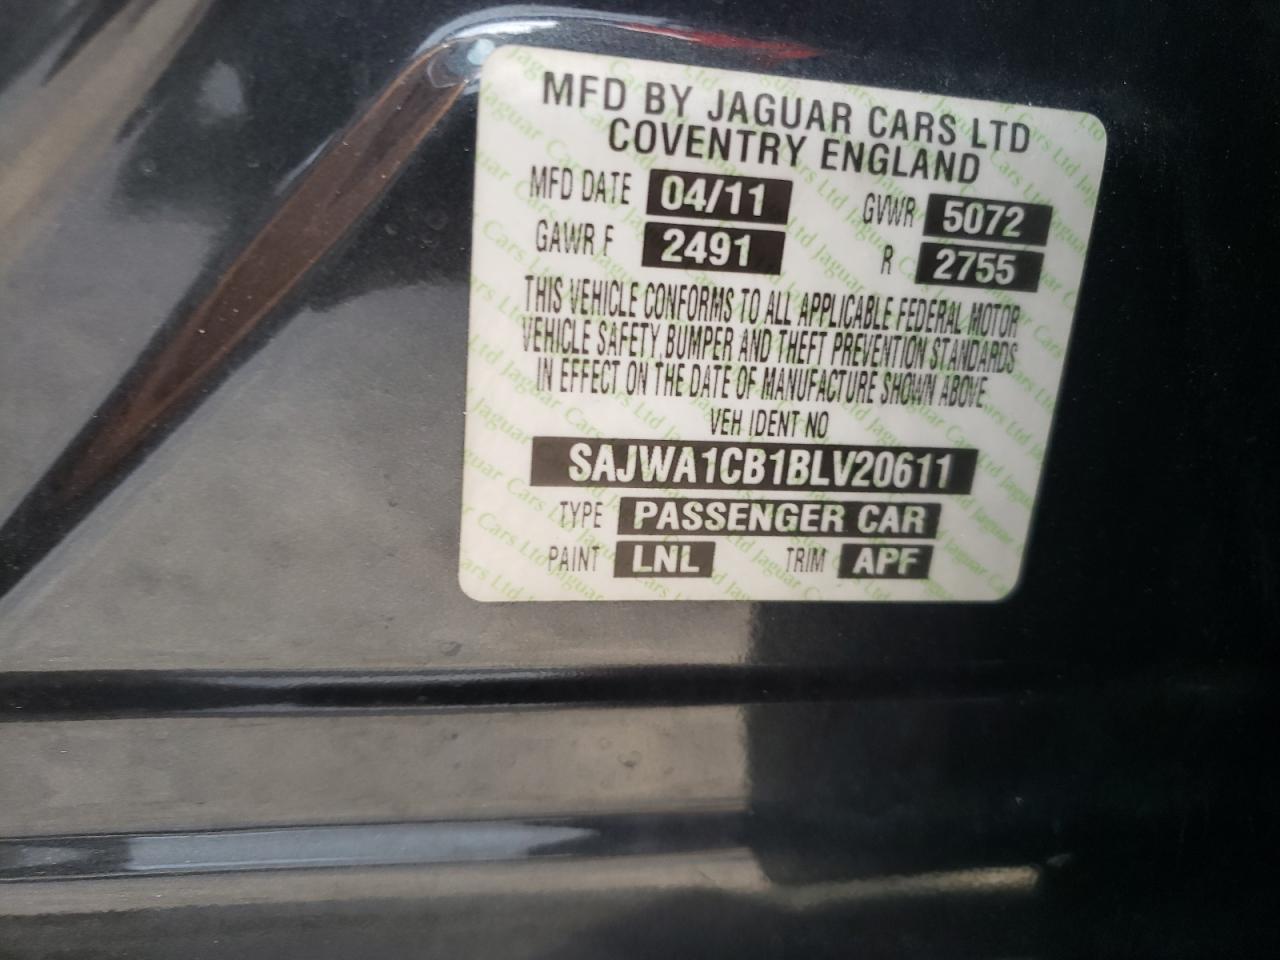 MFD BY JAGUAR CARS LTD
COVENTRY ENGLAND
MFD DATE 04/11 GVWR 5072
GAWR F 2491 R 2755
THIS VEHICLE CONFORMS TO ALL APPLICABLE FEDERAL MOTOR
VEHICLE SAFETY, BUMPER AND THEFT PREVENTION STANDARDS
IN EFFECT ON THE DATE OF MANUFACTURE SHOWN ABOVE
VEH IDENT NO
SAJWA1CB1BLV20611
TYPE PASSENGER CAR
PAINT LNL TRIM APF